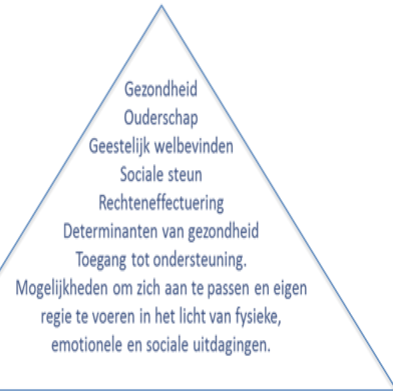 Gezondheid
Ouderschap
Geestelijk welbevinden
Sociale steun
Rechteneffectuering
Determinanten van gezondheid
Toegang tot ondersteuning.
Mogelijkheden om zich aan te passen en eigen
regie te voeren in het licht van fysieke,
emotionele en sociale uitdagingen.